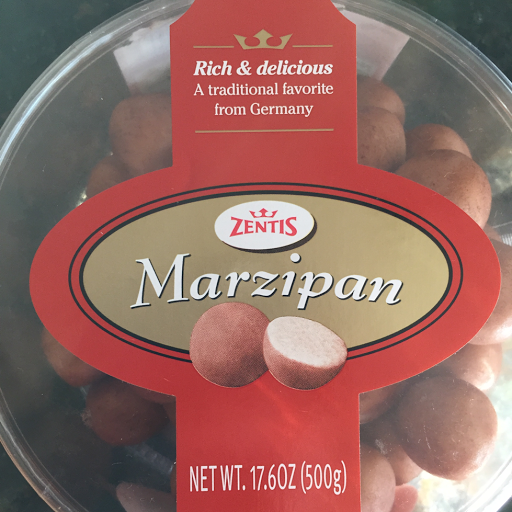 Rich & delicious
A traditional favorite
from Germany
ZENTIS
Marzipan
NET WT. 17.6OZ (500g)